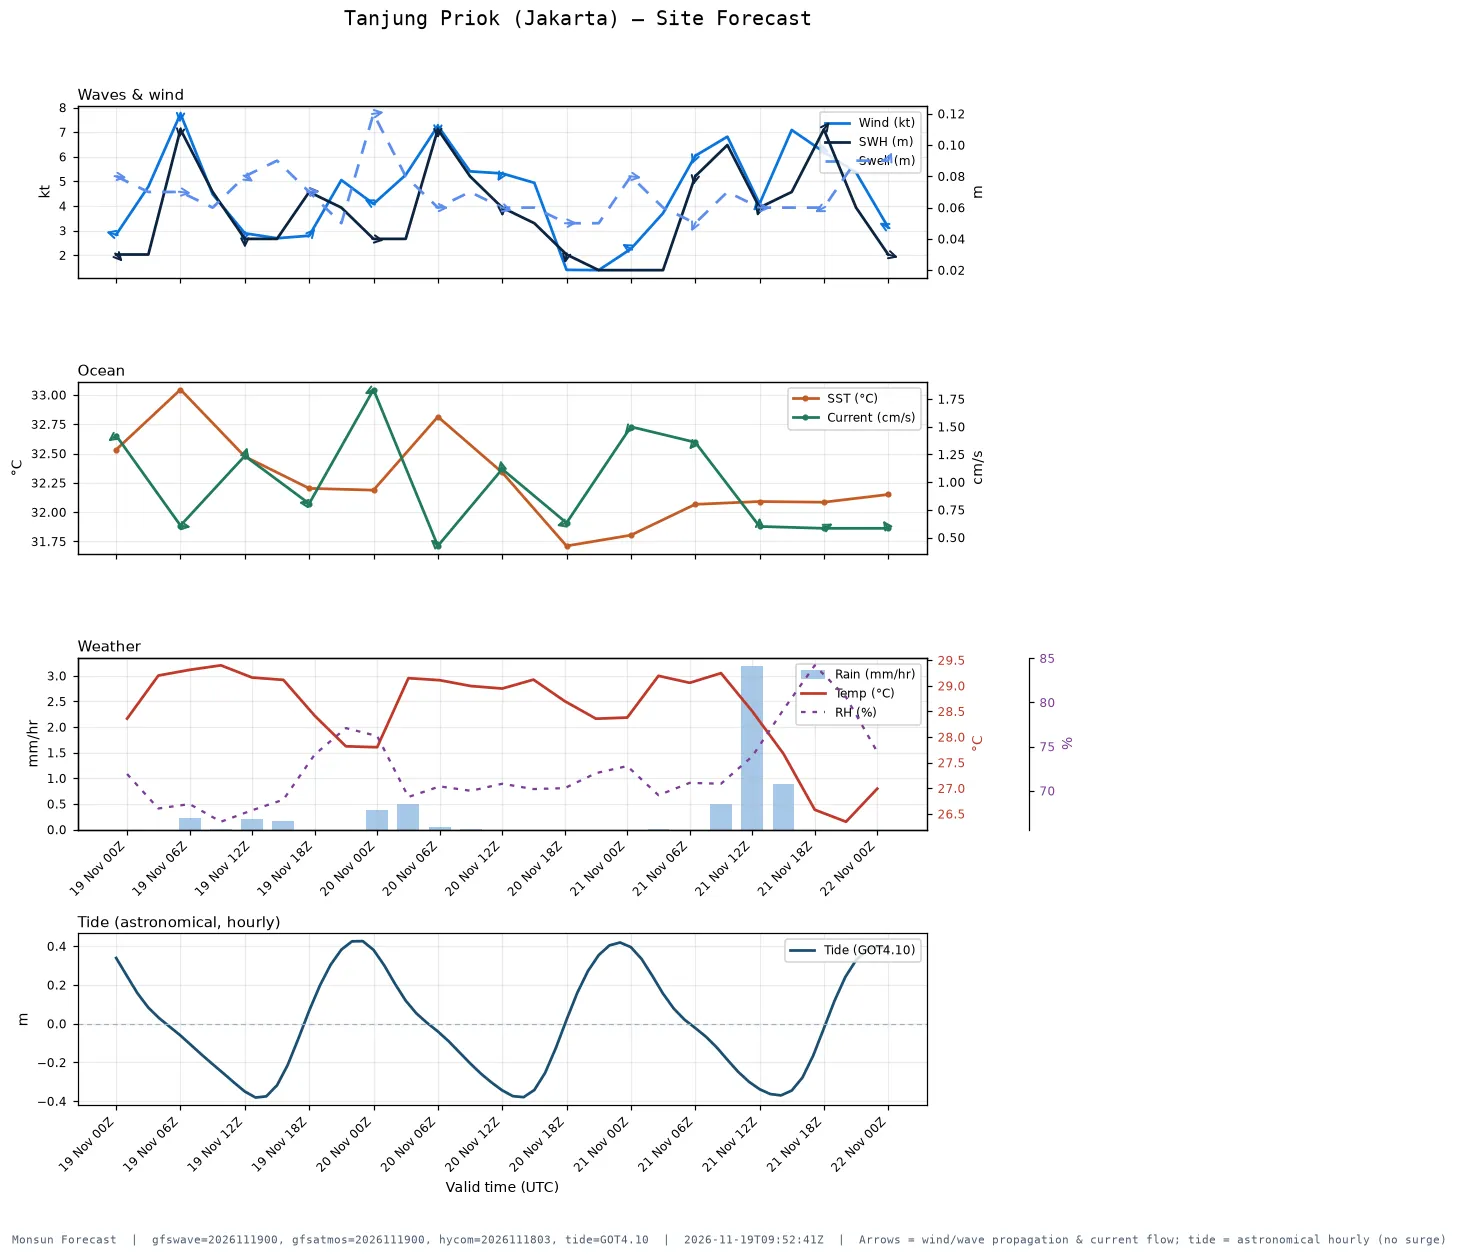 Tanjung Priok (Jakarta) — Site Forecast
Waves & wind
8
7
6
5
4
3
2
kt
0.12
0.10
0.08
0.06
0.04
0.02
m
Wind (kt)
SWH (m)
Swell (m)
Ocean
33.00
32.75
32.50
32.25
32.00
31.75
°C
1.75
1.50
1.25
1.00
0.75
0.50
cm/s
SST (°C)
Current (cm/s)
Weather
3.0
2.5
2.0
1.5
1.0
0.5
0.0
mm/hr
29.5
29.0
28.5
28.0
27.5
27.0
26.5
°C
85
80
75
70
%
Rain (mm/hr)
Temp (°C)
RH (%)
19 Nov 00Z
19 Nov 06Z
19 Nov 12Z
19 Nov 18Z
20 Nov 00Z
20 Nov 06Z
20 Nov 12Z
20 Nov 18Z
21 Nov 00Z
21 Nov 06Z
21 Nov 12Z
21 Nov 18Z
22 Nov 00Z
Tide (astronomical, hourly)
0.4
0.2
0.0
−0.2
−0.4
m
Tide (GOT4.10)
19 Nov 00Z
19 Nov 06Z
19 Nov 12Z
19 Nov 18Z
20 Nov 00Z
20 Nov 06Z
20 Nov 12Z
20 Nov 18Z
21 Nov 00Z
21 Nov 06Z
21 Nov 12Z
21 Nov 18Z
22 Nov 00Z
Valid time (UTC)
Monsun Forecast | gfswave=2026111900, gfsatmos=2026111900, hycom=2026111803, tide=GOT4.10 | 2026-11-19T09:52:41Z | Arrows = wind/wave propagation & current flow; tide = astronomical hourly (no surge)